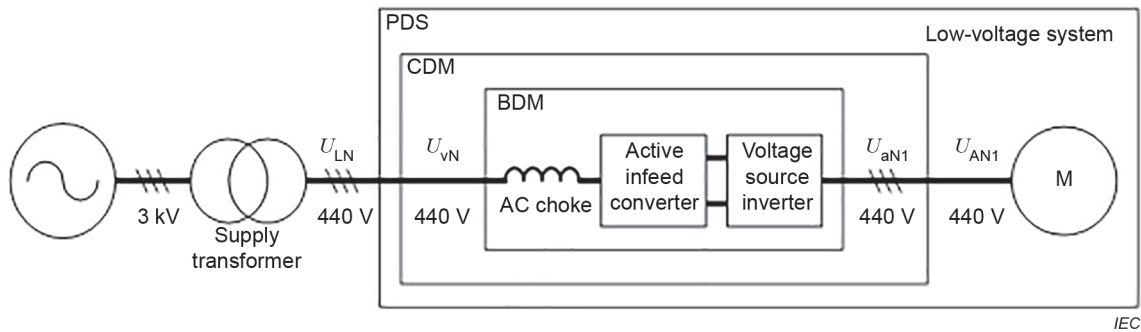 PDS
Low-voltage system
CDM
BDM
U_LN
U_vN
Active
infeed
converter
Voltage
source
inverter
U_aN1
U_AN1
M
AC choke
3 kV
440 V
440 V
440 V
440 V
Supply
transformer
IEC